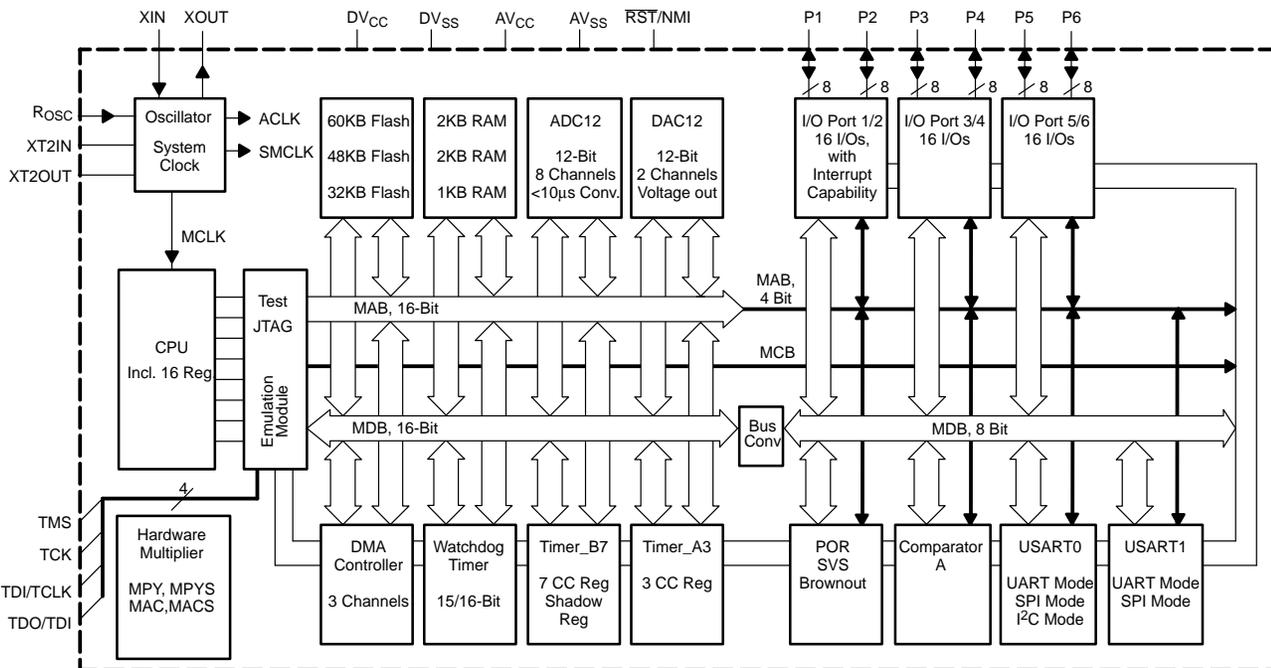 XIN
XOUT
DVCC
DVSS
AVCC
AVSS
RST/NMI
P1
P2
P3
P4
P5
P6
8
8
8
8
8
8
ROSC
XT2IN
XT2OUT
Oscillator
System
Clock
ACLK
SMCLK
MCLK
60KB Flash
48KB Flash
32KB Flash
2KB RAM
2KB RAM
1KB RAM
ADC12
12-Bit
8 Channels
<10µs Conv.
DAC12
12-Bit
2 Channels
Voltage out
I/O Port 1/2
16 I/Os,
with
Interrupt
Capability
I/O Port 3/4
16 I/Os
I/O Port 5/6
16 I/Os
CPU
Incl. 16 Reg.
Test
JTAG
Emulation
Module
MAB, 16-Bit
MAB,
4 Bit
MCB
MDB, 16-Bit
Bus
Conv
MDB, 8 Bit
4
TMS
TCK
TDI/TCLK
TDO/TDI
Hardware
Multiplier
MPY, MPYS
MAC,MACS
DMA
Controller
3 Channels
Watchdog
Timer
15/16-Bit
Timer_B7
7 CC Reg
Shadow
Reg
Timer_A3
3 CC Reg
POR
SVS
Brownout
Comparator
A
USART0
UART Mode
SPI Mode
I²C Mode
USART1
UART Mode
SPI Mode